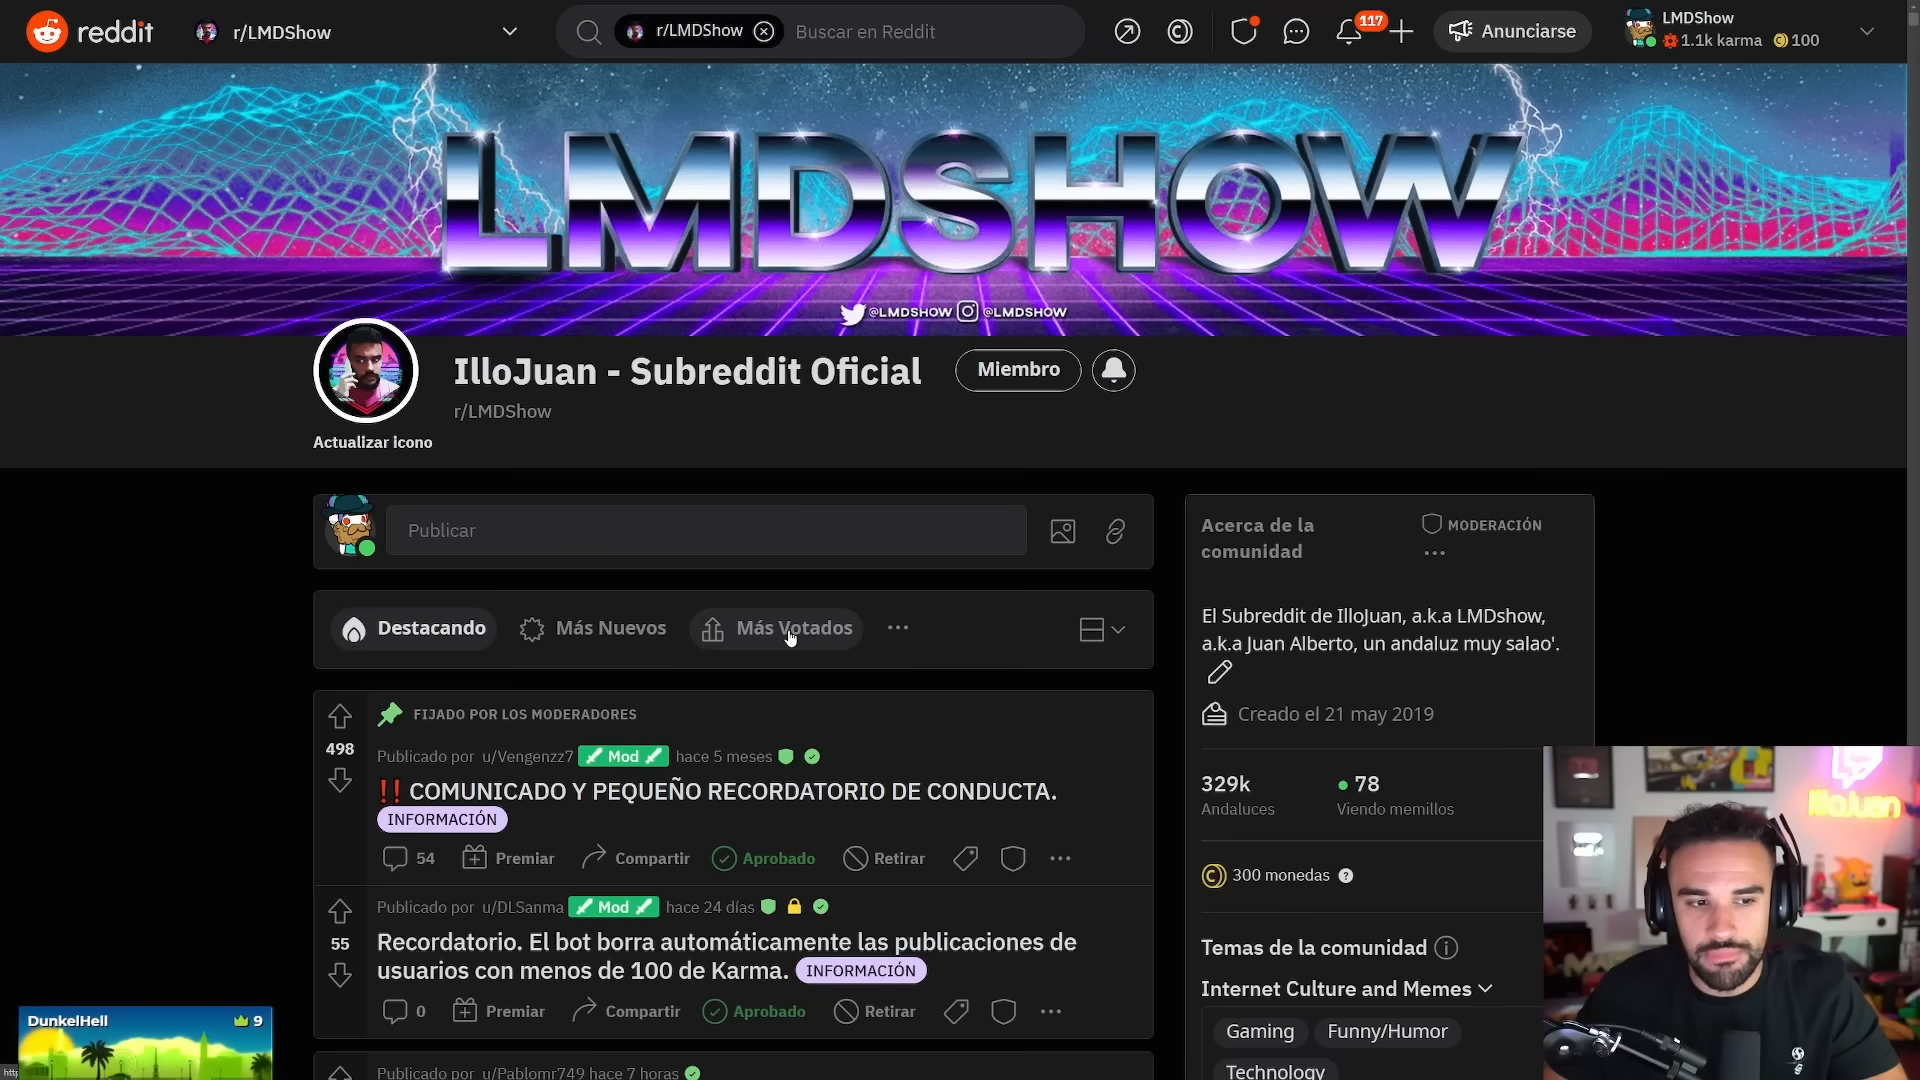 reddit
r/LMDShow
r/LMDShow
Buscar en Reddit
117
Anunciarse
LMDShow
1.1k karma
100
LMDSHOW
@LMDSHOW
@LMDSHOW
IlloJuan - Subreddit Oficial
Miembro
r/LMDShow
Actualizar icono
Publicar
Destacando
Más Nuevos
Más Votados
FIJADO POR LOS MODERADORES
498
Publicado por u/Vengenzz7 Mod hace 5 meses
‼ COMUNICADO Y PEQUEÑO RECORDATORIO DE CONDUCTA.
INFORMACIÓN
54
Premiar
Compartir
Aprobado
Retirar
55
Publicado por u/DLSanma Mod hace 24 días
Recordatorio. El bot borra automáticamente las publicaciones de
usuarios con menos de 100 de Karma. INFORMACIÓN
0
Premiar
Compartir
Aprobado
Retirar
Publicado por u/Pablomr749 hace 7 horas
Acerca de la
comunidad
MODERACIÓN
El Subreddit de IlloJuan, a.k.a LMDshow,
a.k.a Juan Alberto, un andaluz muy salao'.
Creado el 21 may 2019
329k
Andaluces
78
Viendo memillos
300 monedas
Temas de la comunidad
Internet Culture and Memes
Gaming
Funny/Humor
Technology
IlloJuan
DunkelHell
9
http